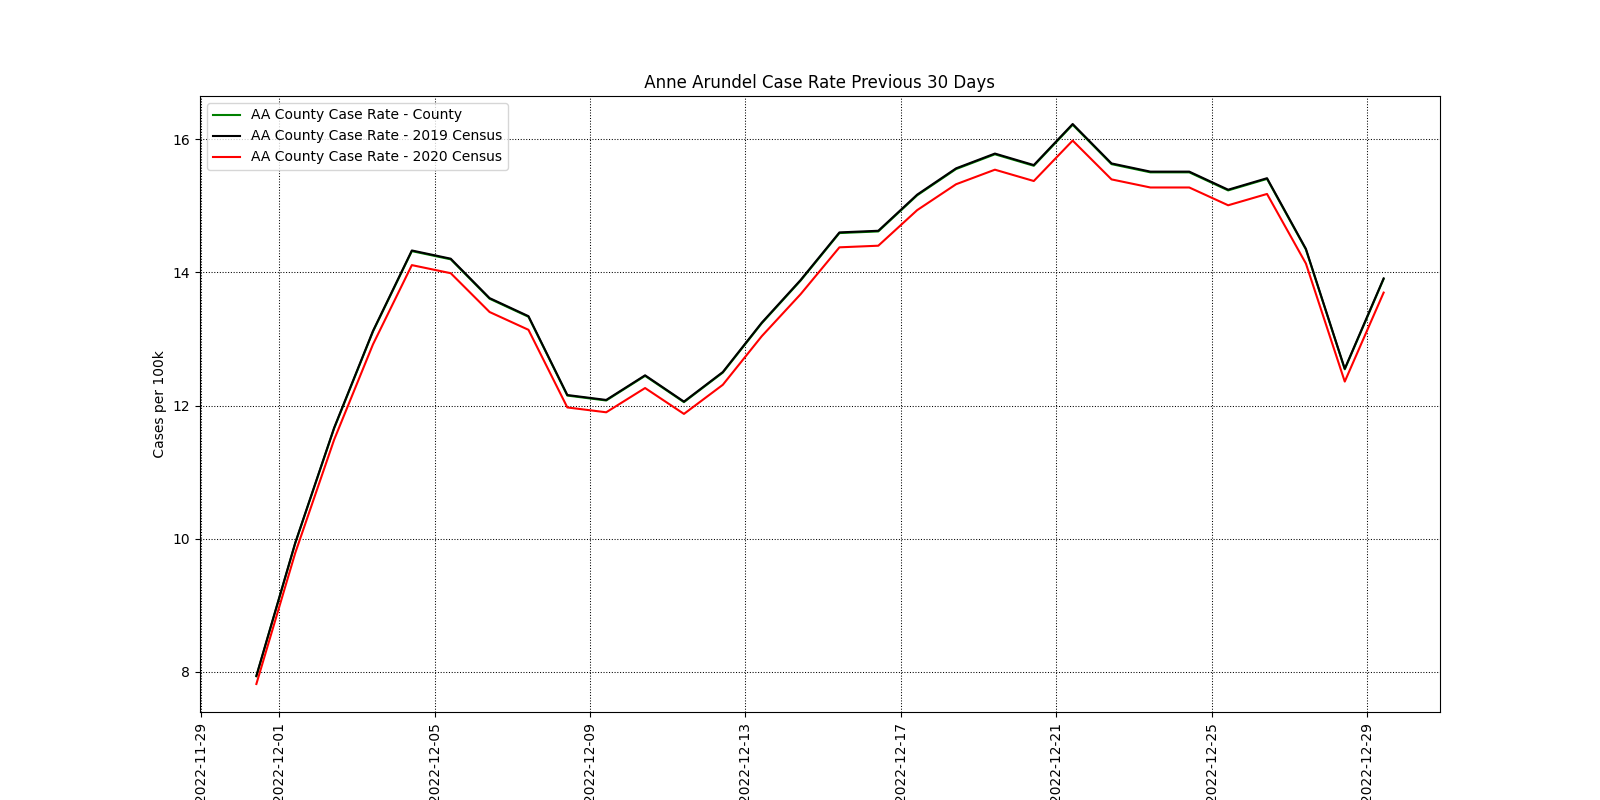 Anne Arundel Case Rate Previous 30 Days
AA County Case Rate - County
AA County Case Rate - 2019 Census
AA County Case Rate - 2020 Census
16
14
12
10
8
Cases per 100k
2022-11-29
2022-12-01
2022-12-05
2022-12-09
2022-12-13
2022-12-17
2022-12-21
2022-12-25
2022-12-29